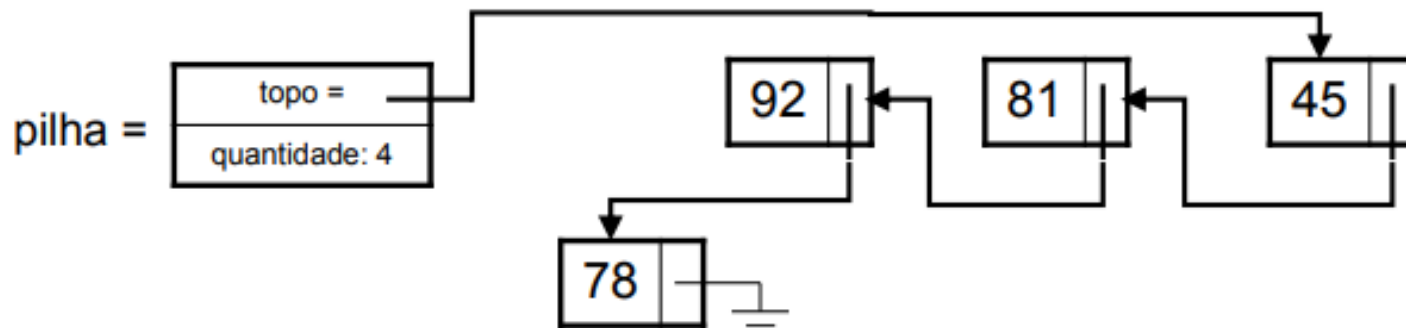 pilha =
topo =
quantidade: 4
92
81
45
78